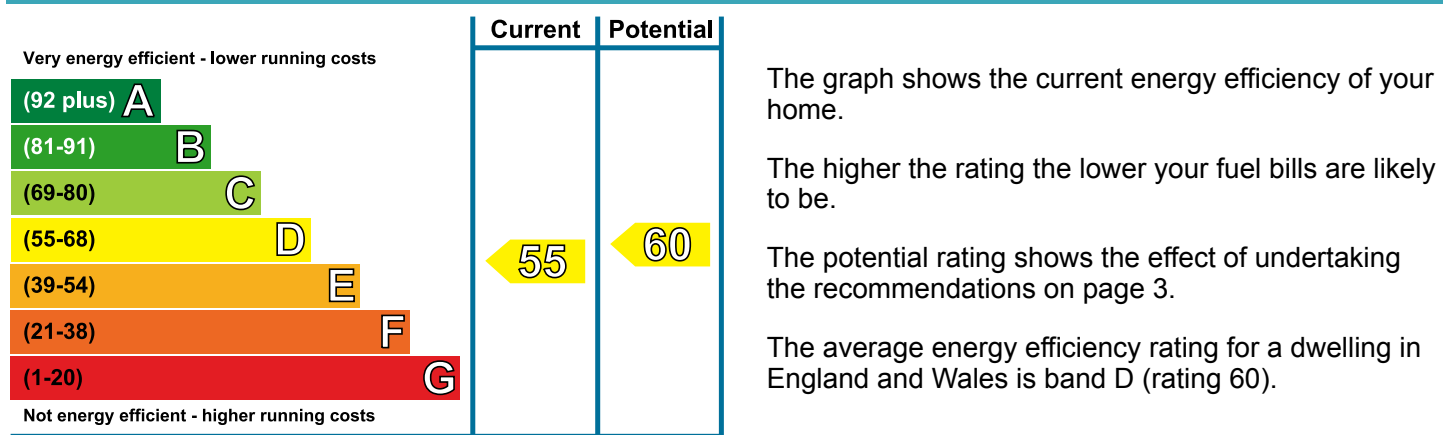 Current Potential
Very energy efficient - lower running costs
(92 plus) A
(81-91) B
(69-80) C
(55-68) D
(39-54) E
(21-38) F
(1-20) G
Not energy efficient - higher running costs
55
60
The graph shows the current energy efficiency of your
home.
The higher the rating the lower your fuel bills are likely
to be.
The potential rating shows the effect of undertaking
the recommendations on page 3.
The average energy efficiency rating for a dwelling in
England and Wales is band D (rating 60).